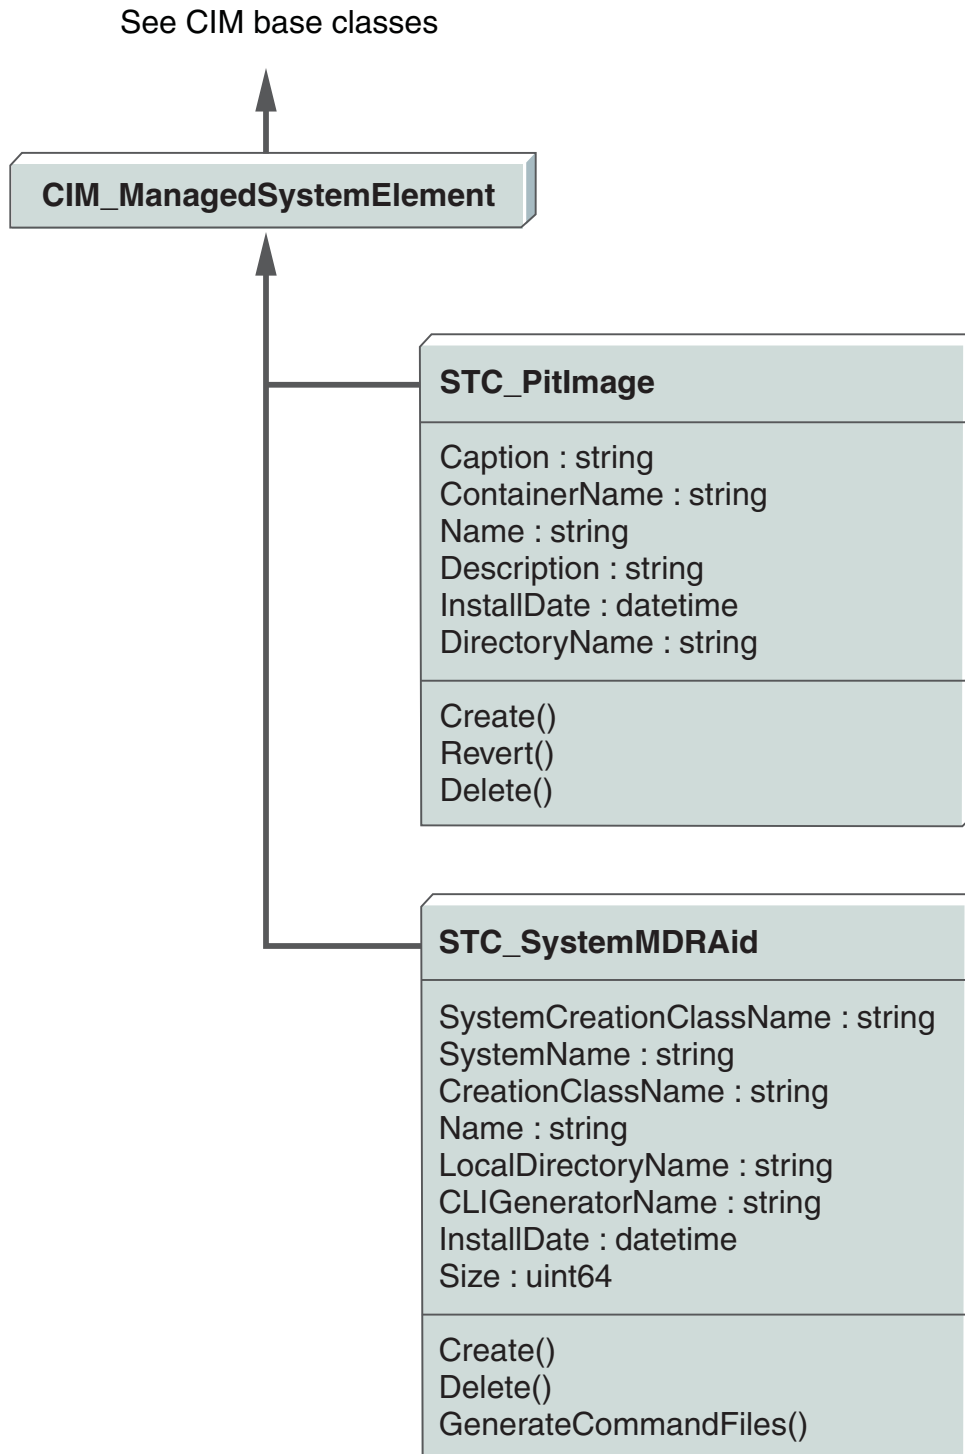 See CIM base classes
CIM_ManagedSystemElement
STC_PitImage
Caption : string
ContainerName : string
Name : string
Description : string
InstallDate : datetime
DirectoryName : string
Create()
Revert()
Delete()
STC_SystemMDRAid
SystemCreationClassName : string
SystemName : string
CreationClassName : string
Name : string
LocalDirectoryName : string
CLIGeneratorName : string
InstallDate : datetime
Size : uint64
Create()
Delete()
GenerateCommandFiles()